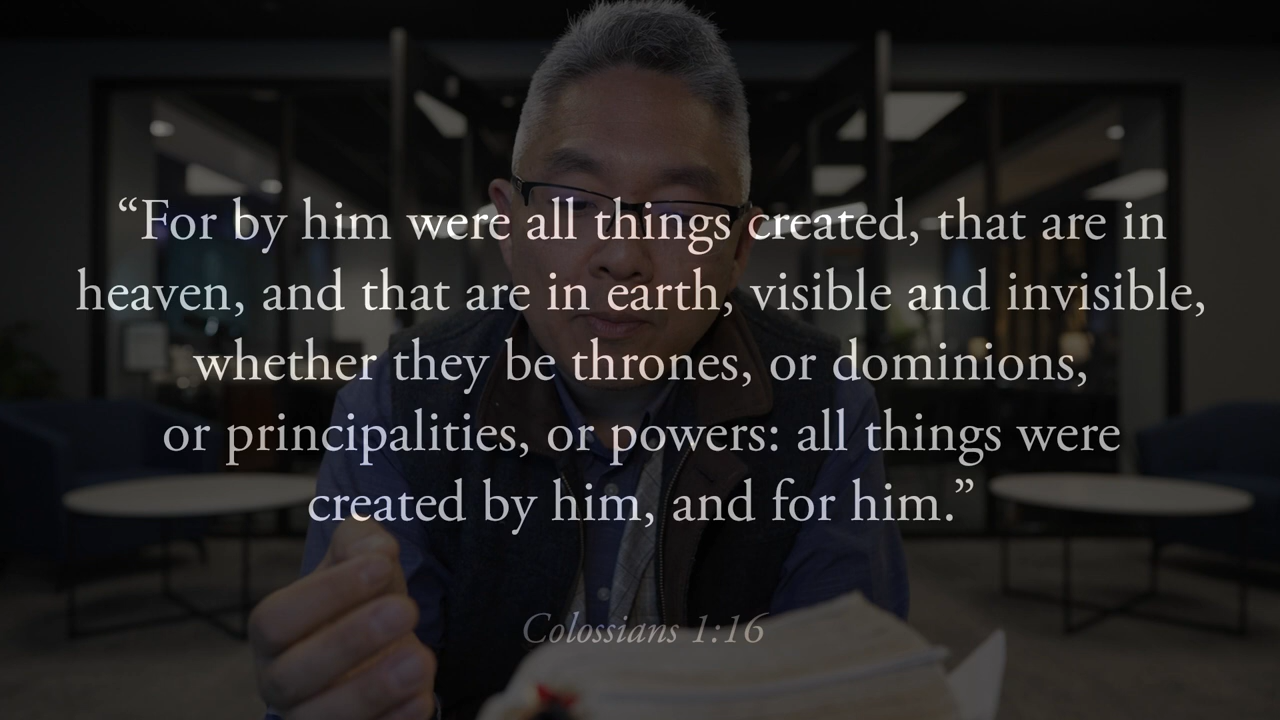 “For by him were all things created, that are in
heaven, and that are in earth, visible and invisible,
whether they be thrones, or dominions,
or principalities, or powers: all things were
created by him, and for him.”
Colossians 1:16